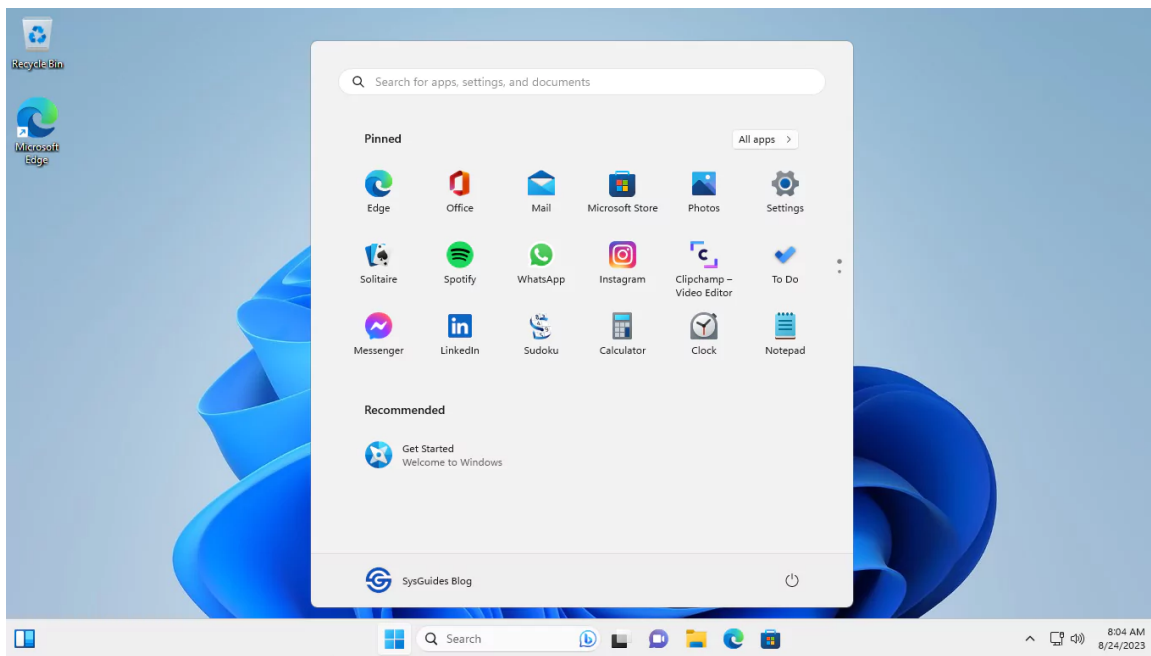 Recycle Bin
Microsoft
Edge
Search for apps, settings, and documents
Pinned
All apps
Edge
Office
Mail
Microsoft Store
Photos
Settings
Solitaire
Spotify
WhatsApp
Instagram
Clipchamp –
Video Editor
To Do
Messenger
LinkedIn
Sudoku
Calculator
Clock
Notepad
Recommended
Get Started
Welcome to Windows
SysGuides Blog
Search
8:04 AM
8/24/2023